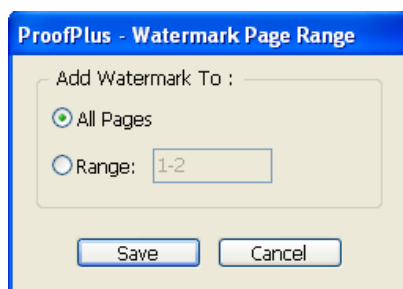 ProofPlus - Watermark Page Range
Add Watermark To :
All Pages
Range: 1-2
Save Cancel